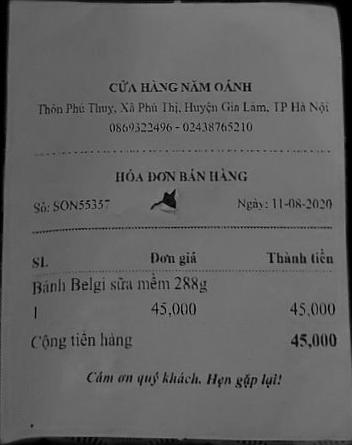 CỬA HÀNG NĂM OÁNH
Thôn Phú Thụy, Xã Phú Thị, Huyện Gia Lâm, TP Hà Nội
0869322496 - 02438765210
HÓA ĐƠN BÁN HÀNG
Số: SON55357 Ngày: 11-08-2020
SL Đơn giá Thành tiền
Bánh Belgi sữa mềm 288g
1 45,000 45,000
Cộng tiền hàng 45,000
Cảm ơn quý khách. Hẹn gặp lại!